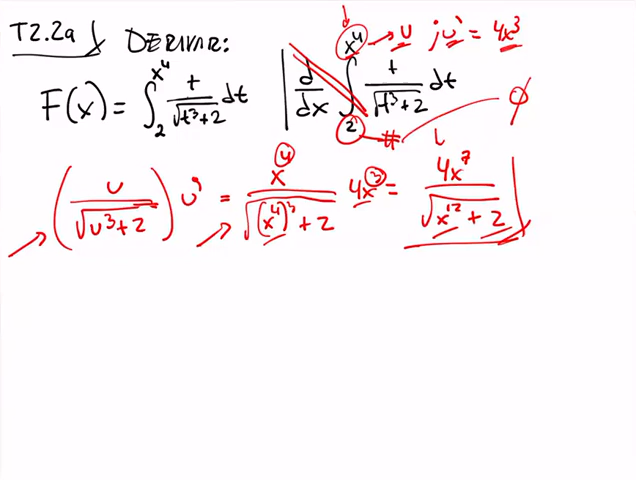 T2.2a DERIVAR:
F(x) = ∫₂^{x⁴} t/√(t³+2) dt | d/dx ∫₂^{x⁴} t/√(t³+2) dt
x⁴ → u ; u' = 4x³
2 → # ∅
(u/√(u³+2)) u' = x⁴/√((x⁴)³+2) 4x³ = 4x⁷/√(x¹²+2)